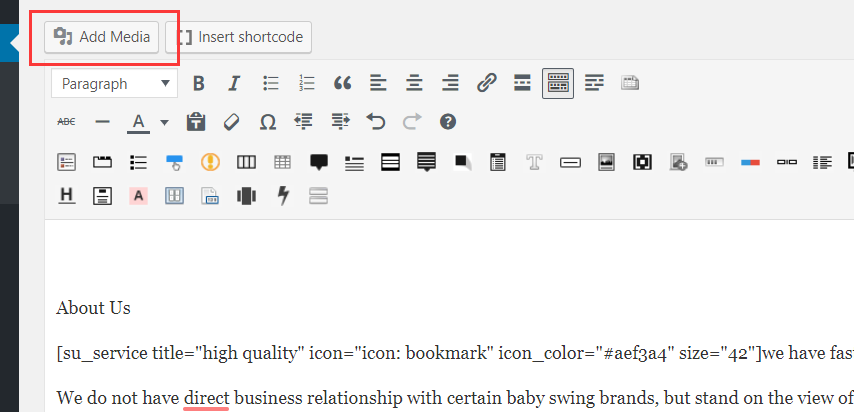 Add Media Insert shortcode
Paragraph B I
ABC A
T
H A
About Us
[su_service title="high quality" icon="icon: bookmark" icon_color="#aef3a4" size="42"]we have fas
We do not have direct business relationship with certain baby swing brands, but stand on the view of